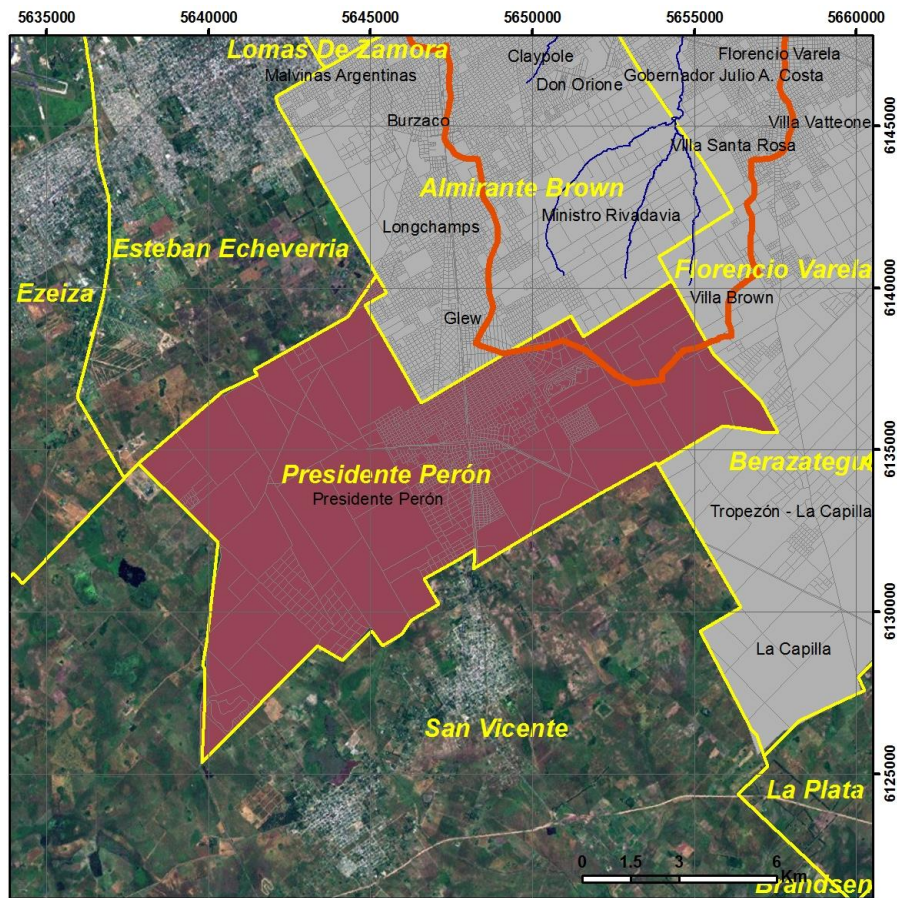 5635000
5640000
5645000
5650000
5655000
5660000
Lomas De Zamora
Malvinas Argentinas
Claypole
Don Orione
Florencio Varela
Gobernador Julio A. Costa
Burzaco
Villa Vatteone
6145000
Villa Santa Rosa
Almirante Brown
Ministro Rivadavia
Longchamps
Esteban Echeverria
Ezeiza
Florencio Varela
Villa Brown
6140000
Glew
6135000
Berazategui
Presidente Perón
Presidente Perón
Tropezón - La Capilla
6130000
La Capilla
San Vicente
6125000
La Plata
0 1.5 3 6
Km
Brandsen